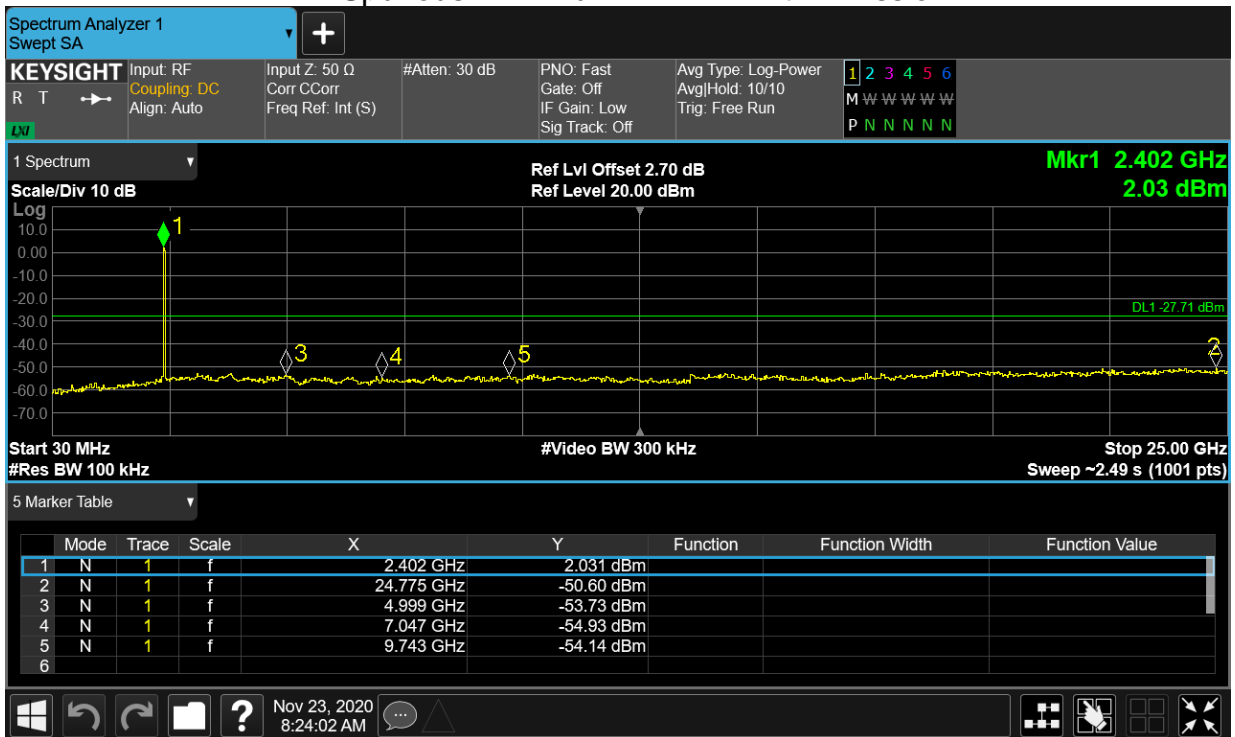 Spectrum Analyzer 1
Swept SA
KEYSIGHT Input: RF Input Z: 50 Ω #Atten: 30 dB PNO: Fast Avg Type: Log-Power 1 2 3 4 5 6
R T Coupling: DC Corr CCorr Gate: Off Avg|Hold: 10/10 M W W W W W
Align: Auto Freq Ref: Int (S) IF Gain: Low Trig: Free Run
LXI Sig Track: Off P N N N N N
1 Spectrum Ref Lvl Offset 2.70 dB Mkr1 2.402 GHz
Scale/Div 10 dB Ref Level 20.00 dBm 2.03 dBm
Log
1
10.0
0.00
-10.0
-20.0
DL1 -27.71 dBm
-30.0
-40.0
3 4 5 2
-50.0
-60.0
-70.0
Start 30 MHz #Video BW 300 kHz Stop 25.00 GHz
#Res BW 100 kHz Sweep ~2.49 s (1001 pts)
5 Marker Table
Mode Trace Scale X Y Function Function Width Function Value
1 N 1 f 2.402 GHz 2.031 dBm
2 N 1 f 24.775 GHz -50.60 dBm
3 N 1 f 4.999 GHz -53.73 dBm
4 N 1 f 7.047 GHz -54.93 dBm
5 N 1 f 9.743 GHz -54.14 dBm
6
? Nov 23, 2020
8:24:02 AM